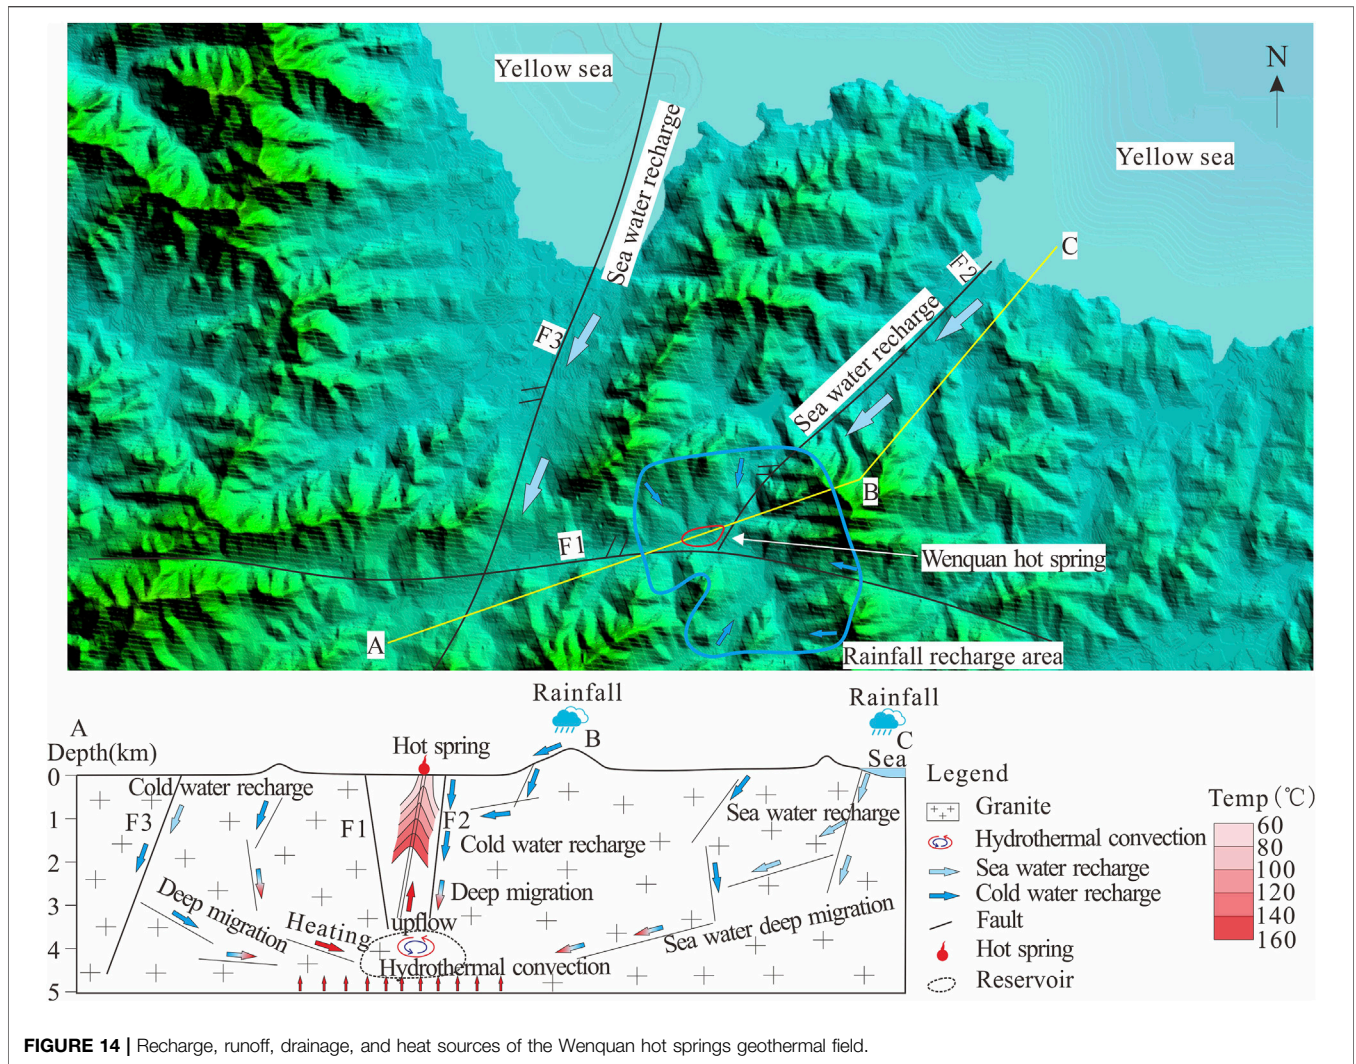 Yellow sea
N
Yellow sea
Sea water recharge
C
F2
Sea water recharge
F3
B
F1
Wenquan hot spring
A
Rainfall recharge area
Rainfall
Rainfall
A
B
C
Depth(km)
Hot spring
Sea
Legend
0
Cold water recharge
Granite
Temp (℃)
F3
F1
F2
Sea water recharge
Hydrothermal convection
60
1
Cold water recharge
Sea water recharge
80
2
Deep migration
Cold water recharge
100
Deep migration
Fault
120
3
Heating
upflow
Sea water deep migration
Hot spring
140
4
Hydrothermal convection
Reservoir
160
5
FIGURE 14 | Recharge, runoff, drainage, and heat sources of the Wenquan hot springs geothermal field.